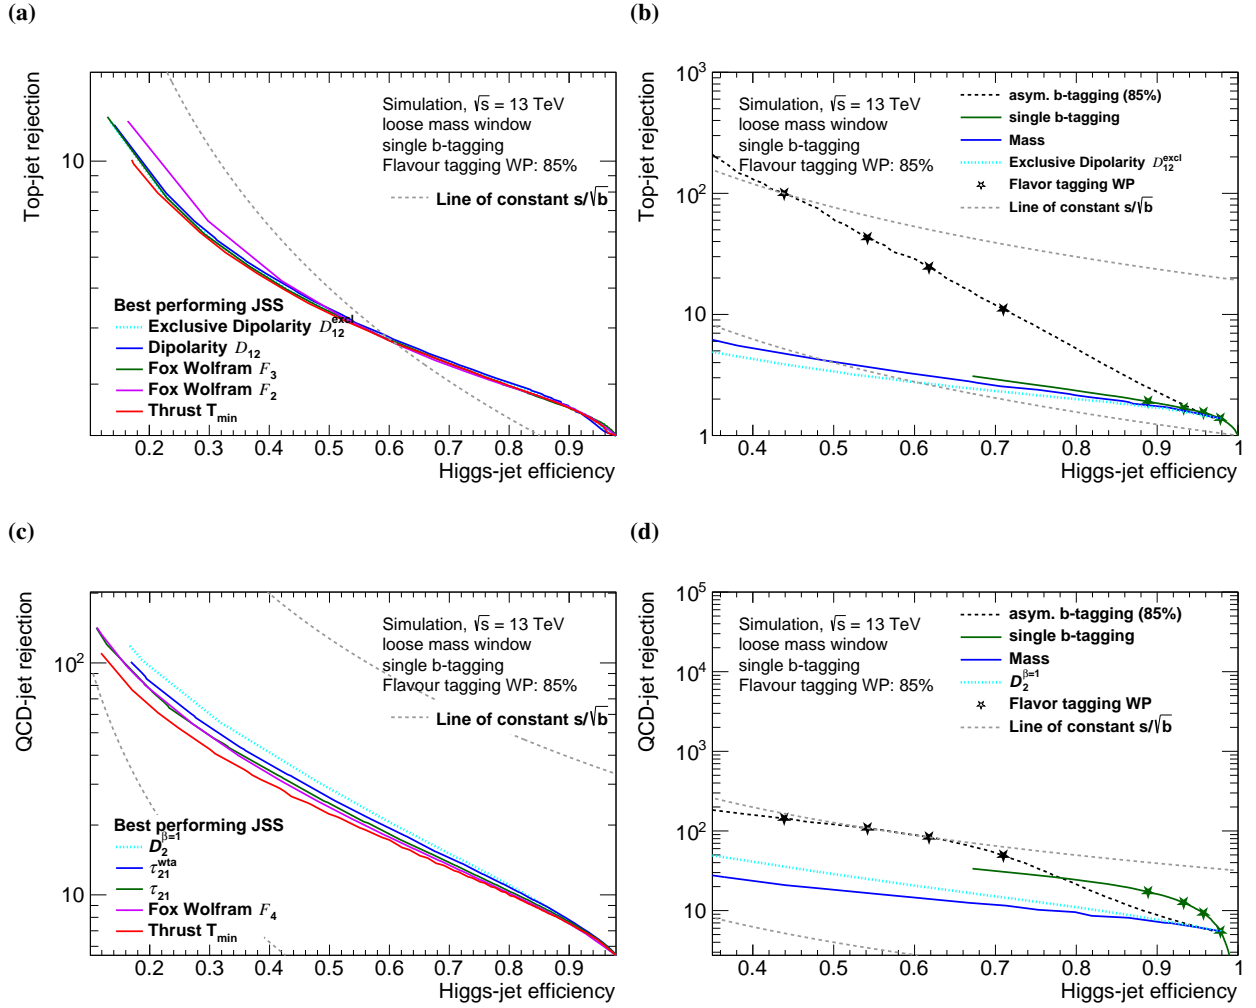 (a)
Top-jet rejection
10
Simulation, √s = 13 TeV
loose mass window
single b-tagging
Flavour tagging WP: 85%
Line of constant s/√b
Best performing JSS
Exclusive Dipolarity D₁₂^excl
Dipolarity D₁₂
Fox Wolfram F₃
Fox Wolfram F₂
Thrust T_min
0.2 0.3 0.4 0.5 0.6 0.7 0.8 0.9
Higgs-jet efficiency
(b)
Top-jet rejection
10³
10²
10
1
Simulation, √s = 13 TeV
loose mass window
single b-tagging
Flavour tagging WP: 85%
asym. b-tagging (85%)
single b-tagging
Mass
Exclusive Dipolarity D₁₂^excl
Flavor tagging WP
Line of constant s/√b
0.4 0.5 0.6 0.7 0.8 0.9 1
Higgs-jet efficiency
(c)
QCD-jet rejection
10²
10
Simulation, √s = 13 TeV
loose mass window
single b-tagging
Flavour tagging WP: 85%
Line of constant s/√b
Best performing JSS
D₂^β=1
τ₂₁^wta
τ₂₁
Fox Wolfram F₄
Thrust T_min
0.2 0.3 0.4 0.5 0.6 0.7 0.8 0.9
Higgs-jet efficiency
(d)
QCD-jet rejection
10⁵
10⁴
10³
10²
10
Simulation, √s = 13 TeV
loose mass window
single b-tagging
Flavour tagging WP: 85%
asym. b-tagging (85%)
single b-tagging
Mass
D₂^β=1
Flavor tagging WP
Line of constant s/√b
0.4 0.5 0.6 0.7 0.8 0.9 1
Higgs-jet efficiency